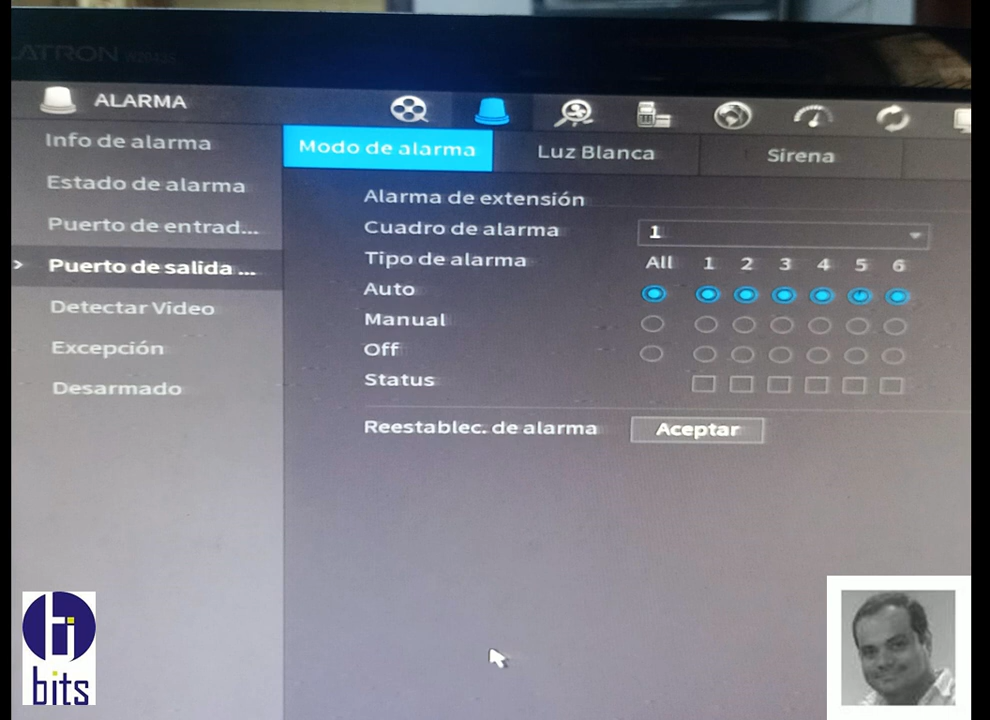 ALARMA
Info de alarma
Estado de alarma
Puerto de entrad...
> Puerto de salida ...
Detectar Vídeo
Excepción
Desarmado
Modo de alarma Luz Blanca Sirena
Alarma de extensión
Cuadro de alarma 1
Tipo de alarma All 1 2 3 4 5 6
Auto
Manual
Off
Status
Reestablec. de alarma Aceptar
bits